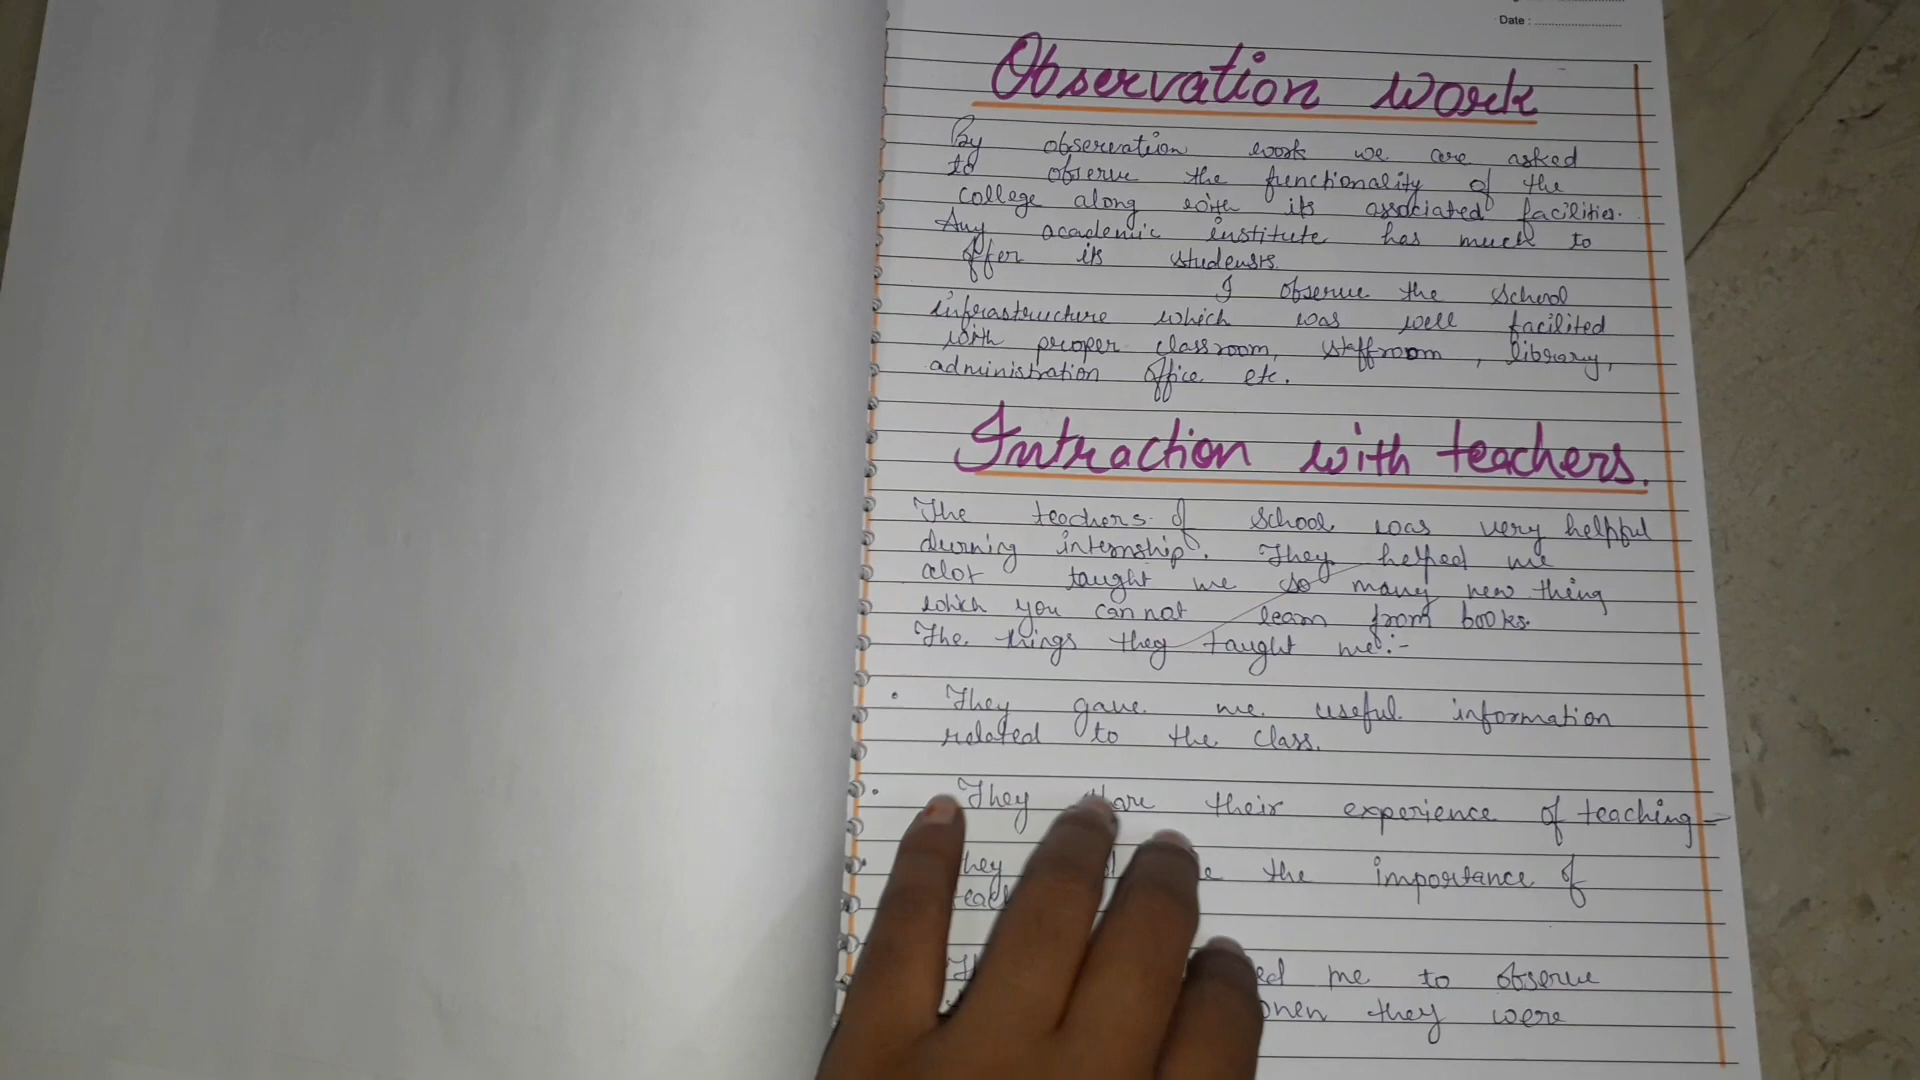 Date :
Observation work
By observation work we are asked
to observe the functionality of the
college along with its associated facilities.
Any academic institute has much to
offer its studensts.
I observe the school
infrastructure which was well facilited
with proper classroom, staffroom, library,
administration office etc.
Intraction with teachers.
The teachers of school was very helpful
durning internship. They helped me
alot taught me so many new thing
which you can not learn from books.
The things they taught me:-
• They gave me useful information
related to the class.
• They share their experience of teaching
• the importance of
me to observe
they were